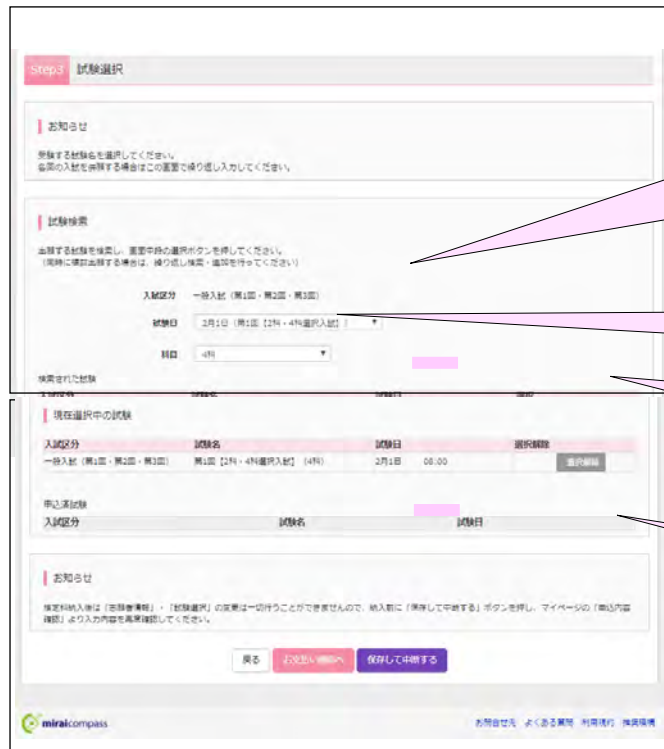 Step3 試験選択
お知らせ
受験する試験名を選択してください。
各回の入試を併願する場合はこの画面で繰り返し入力してください。
試験検索
出願する試験を検索し、画面中段の選択ボタンを押してください。
（同時に複数出願する場合は、繰り返し検索・追加を行ってください）
入試区分 一般入試（第1回・第2回・第3回）
試験日 2月1日（第1回【2科・4科選択入試】）
科目 4科
検索された試験
入試区分 試験名 試験日 選択
現在選択中の試験
入試区分 試験名 試験日 選択解除
一般入試（第1回・第2回・第3回） 第1回【2科・4科選択入試】（4科） 2月1日 08:00 選択解除
申込済試験
入試区分 試験名 試験日
お知らせ
検定料納入後は「志願者情報」・「試験選択」の変更は一切行うことができませんので、納入前に「保存して中断する」ボタンを押し、マイページの「申込内容
確認」より入力内容を再度確認してください。
戻る お支払い画面へ 保存して中断する
miraicompass お問合せ先 よくある質問 利用規約 推奨環境